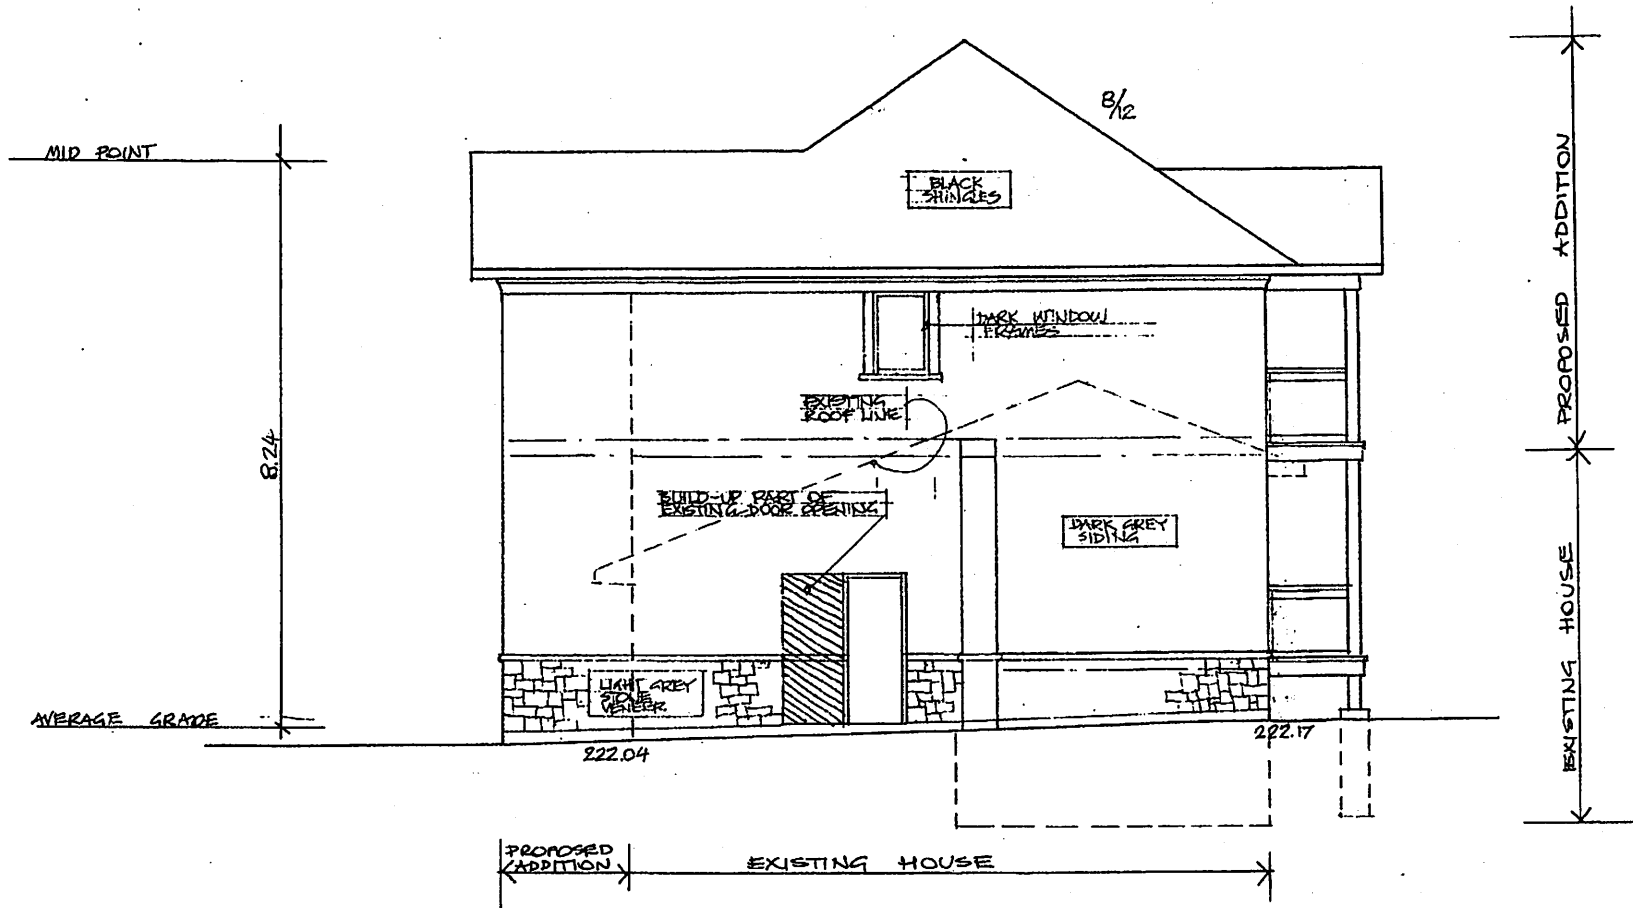 8/12
MID POINT
BLACK
SHINGLES
PROPOSED ADDITION
DARK WINDOW
FRAMES
EXISTING
ROOF LINE
8.24
BUILD-UP PART OF
EXISTING DOOR OPENING
DARK GREY
SIDING
EXISTING HOUSE
LIGHT GREY
STONE
VENEER
AVERAGE GRADE
222.04
222.17
PROPOSED
ADDITION
EXISTING HOUSE